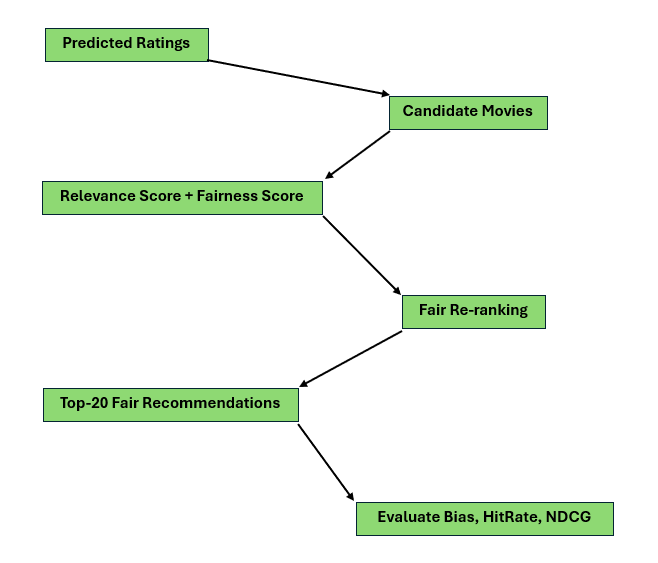 Predicted Ratings
Candidate Movies
Relevance Score + Fairness Score
Fair Re-ranking
Top-20 Fair Recommendations
Evaluate Bias, HitRate, NDCG